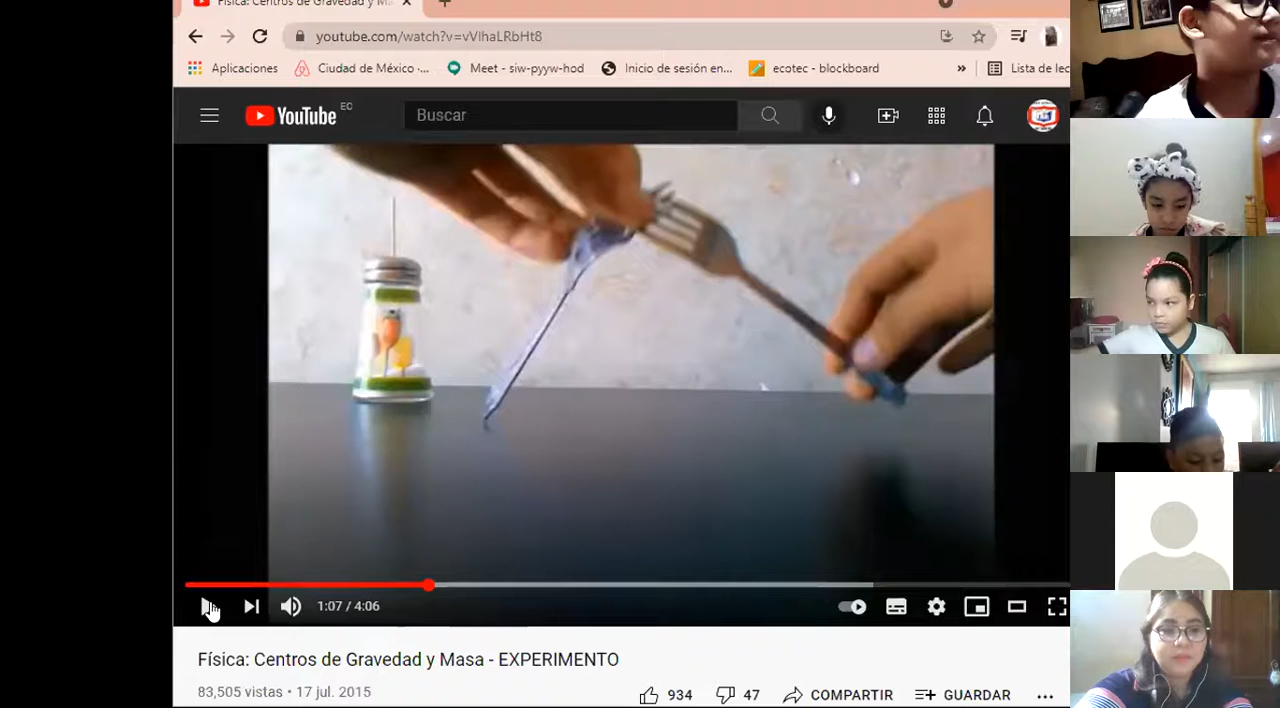 Física: Centros de Gravedad y Ma
youtube.com/watch?v=vVlhaLRbHt8
Aplicaciones
Ciudad de México ·...
Meet - siw-pyyw-hod
Inicio de sesión en...
ecotec - blockboard
»
Lista de lec
YouTube EC
Buscar
1:07 / 4:06
Física: Centros de Gravedad y Masa - EXPERIMENTO
83,505 vistas • 17 jul. 2015
934
47
COMPARTIR
GUARDAR
...